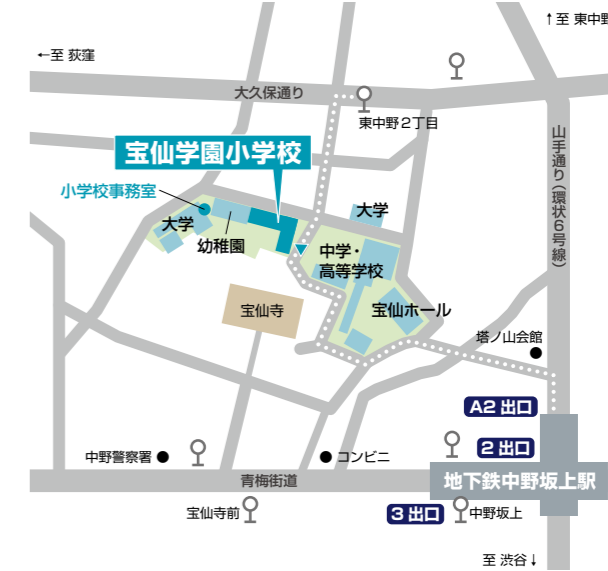 ↑至 東中野
←至 荻窪
大久保通り
東中野2丁目
山手通り(環状6号線)
宝仙学園小学校
小学校事務室
大学
幼稚園
大学
中学・
高等学校
宝仙寺
宝仙ホール
塔ノ山会館
A2 出口
中野警察署
コンビニ
2 出口
青梅街道
地下鉄中野坂上駅
宝仙寺前
3 出口
中野坂上
至 渋谷↓